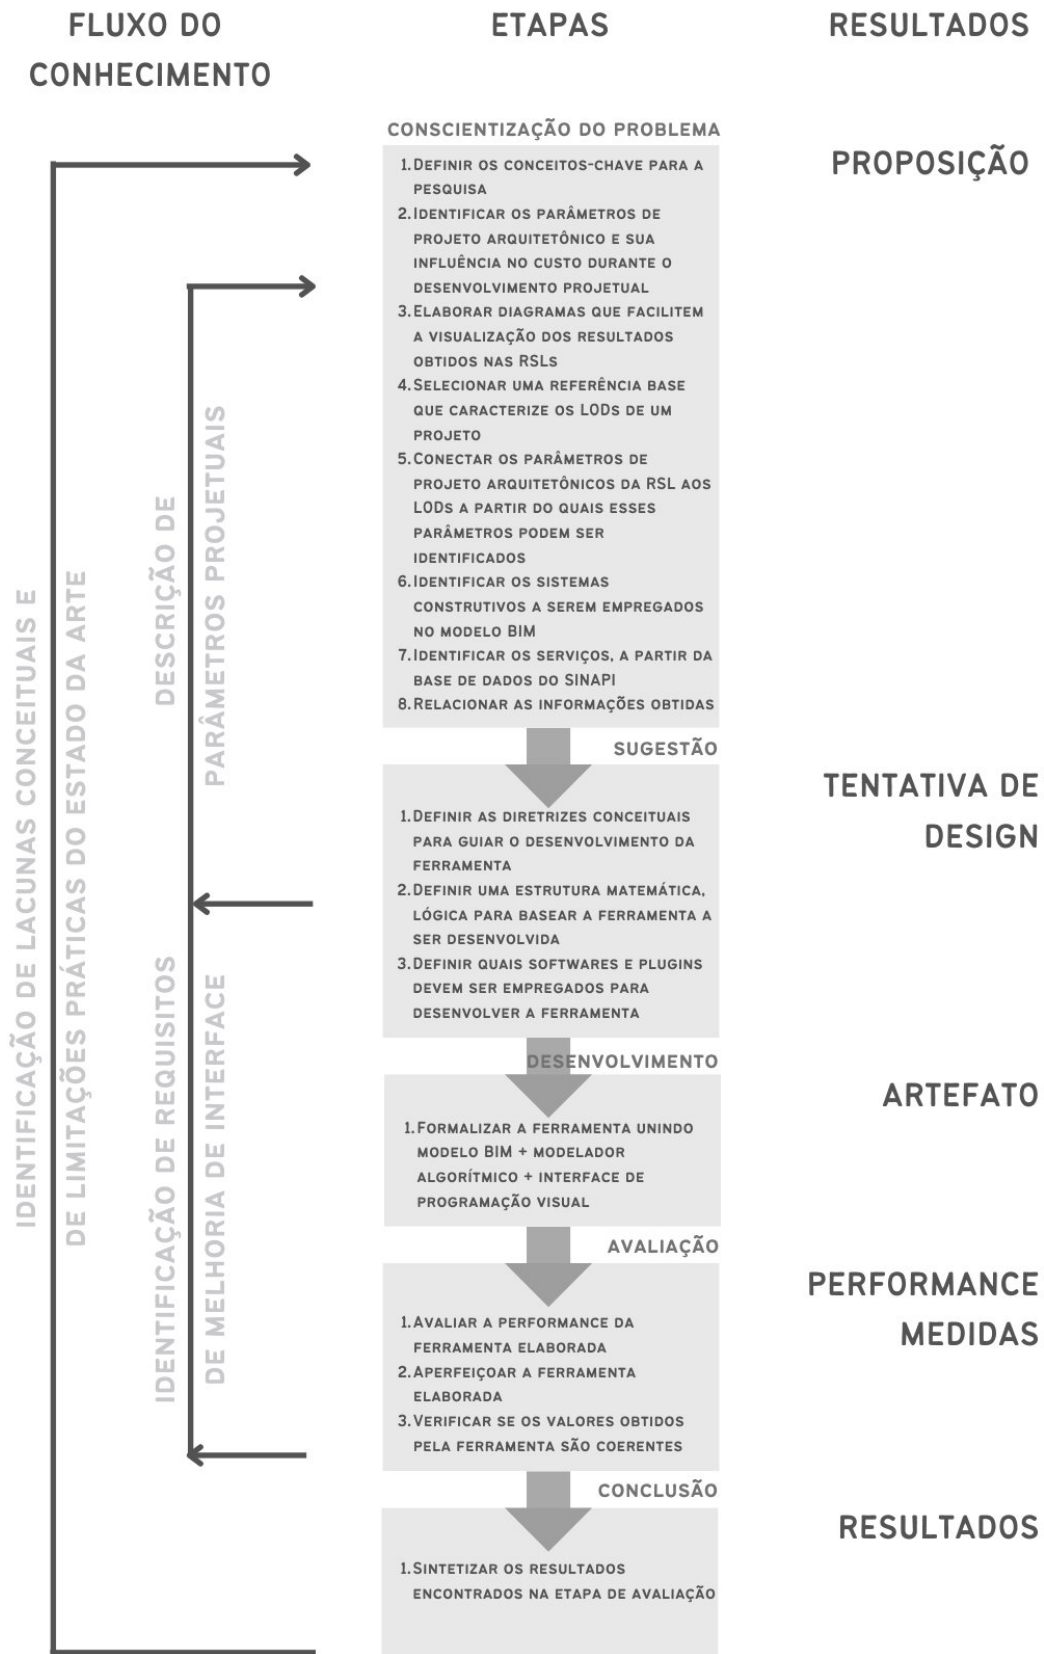 FLUXO DO
CONHECIMENTO
ETAPAS
RESULTADOS
CONSCIENTIZAÇÃO DO PROBLEMA
1. DEFINIR OS CONCEITOS-CHAVE PARA A
PESQUISA
2. IDENTIFICAR OS PARÂMETROS DE
PROJETO ARQUITETÔNICO E SUA
INFLUÊNCIA NO CUSTO DURANTE O
DESENVOLVIMENTO PROJETUAL
3. ELABORAR DIAGRAMAS QUE FACILITEM
A VISUALIZAÇÃO DOS RESULTADOS
OBTIDOS NAS RSLS
4. SELECIONAR UMA REFERÊNCIA BASE
QUE CARACTERIZE OS LODS DE UM
PROJETO
5. CONECTAR OS PARÂMETROS DE
PROJETO ARQUITETÔNICOS DA RSL AOS
LODS A PARTIR DO QUAIS ESSES
PARÂMETROS PODEM SER
IDENTIFICADOS
6. IDENTIFICAR OS SISTEMAS
CONSTRUTIVOS A SEREM EMPREGADOS
NO MODELO BIM
7. IDENTIFICAR OS SERVIÇOS, A PARTIR DA
BASE DE DADOS DO SINAPI
8. RELACIONAR AS INFORMAÇÕES OBTIDAS
PROPOSIÇÃO
SUGESTÃO
1. DEFINIR AS DIRETRIZES CONCEITUAIS
PARA GUIAR O DESENVOLVIMENTO DA
FERRAMENTA
2. DEFINIR UMA ESTRUTURA MATEMÁTICA,
LÓGICA PARA BASEAR A FERRAMENTA A
SER DESENVOLVIDA
3. DEFINIR QUAIS SOFTWARES E PLUGINS
DEVEM SER EMPREGADOS PARA
DESENVOLVER A FERRAMENTA
TENTATIVA DE
DESIGN
DESENVOLVIMENTO
1. FORMALIZAR A FERRAMENTA UNINDO
MODELO BIM + MODELADOR
ALGORÍTMICO + INTERFACE DE
PROGRAMAÇÃO VISUAL
ARTEFATO
AVALIAÇÃO
1. AVALIAR A PERFORMANCE DA
FERRAMENTA ELABORADA
2. APERFEIÇOAR A FERRAMENTA
ELABORADA
3. VERIFICAR SE OS VALORES OBTIDOS
PELA FERRAMENTA SÃO COERENTES
PERFORMANCE
MEDIDAS
CONCLUSÃO
1. SINTETIZAR OS RESULTADOS
ENCONTRADOS NA ETAPA DE AVALIAÇÃO
RESULTADOS
IDENTIFICAÇÃO DE LACUNAS CONCEITUAIS E
DE LIMITAÇÕES PRÁTICAS DO ESTADO DA ARTE
DESCRIÇÃO DE
PARÂMETROS PROJETUAIS
IDENTIFICAÇÃO DE REQUISITOS
DE MELHORIA DE INTERFACE